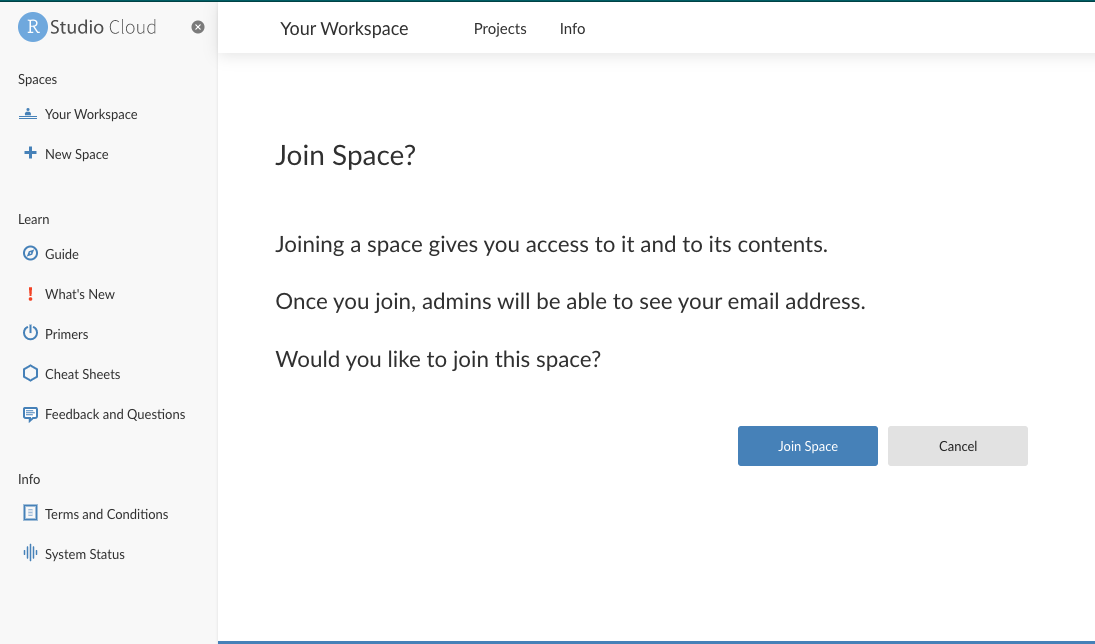 RStudio Cloud
Spaces
Your Workspace
New Space
Learn
Guide
What's New
Primers
Cheat Sheets
Feedback and Questions
Info
Terms and Conditions
System Status
Your Workspace Projects Info
Join Space?
Joining a space gives you access to it and to its contents.
Once you join, admins will be able to see your email address.
Would you like to join this space?
Join Space Cancel